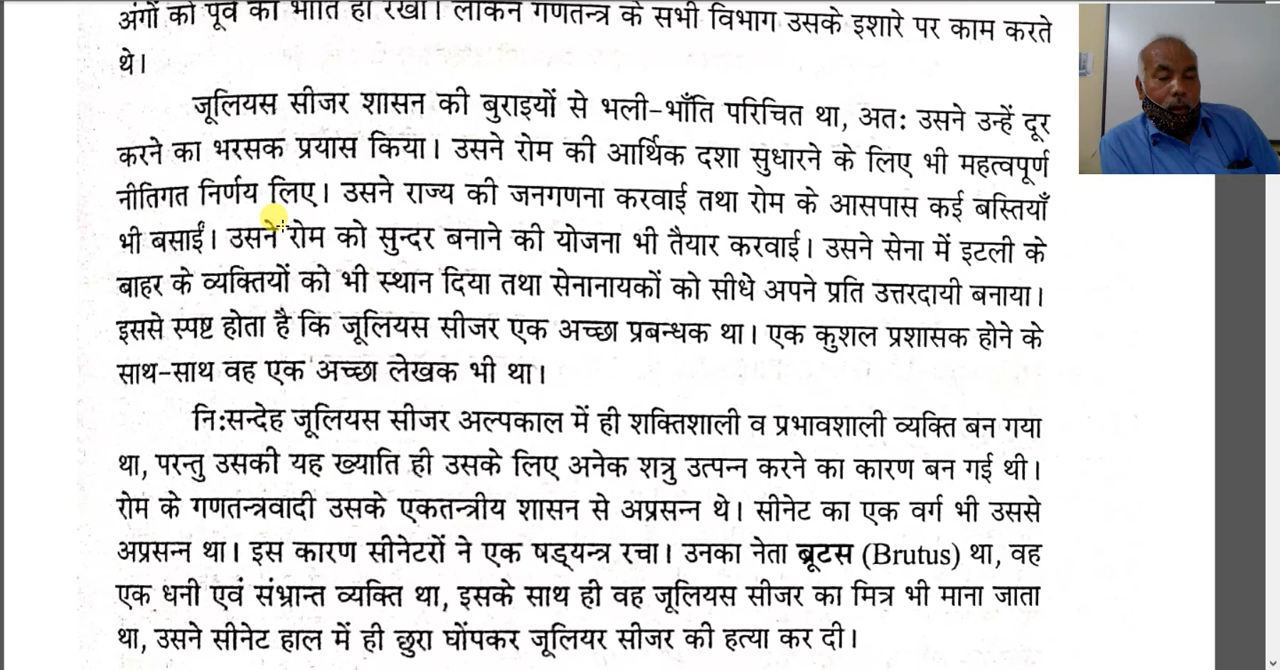 अंगों को पूर्व की भाँति ही रखा। लेकिन गणतन्त्र के सभी विभाग उसके इशारे पर काम करते
थे।
जूलियस सीजर शासन की बुराइयों से भली-भाँति परिचित था, अतः उसने उन्हें दूर
करने का भरसक प्रयास किया। उसने रोम की आर्थिक दशा सुधारने के लिए भी महत्वपूर्ण
नीतिगत निर्णय लिए। उसने राज्य की जनगणना करवाई तथा रोम के आसपास कई बस्तियाँ
भी बसाईं। उसने रोम को सुन्दर बनाने की योजना भी तैयार करवाई। उसने सेना में इटली के
बाहर के व्यक्तियों को भी स्थान दिया तथा सेनानायकों को सीधे अपने प्रति उत्तरदायी बनाया।
इससे स्पष्ट होता है कि जूलियस सीजर एक अच्छा प्रबन्धक था। एक कुशल प्रशासक होने के
साथ-साथ वह एक अच्छा लेखक भी था।
निःसन्देह जूलियस सीजर अल्पकाल में ही शक्तिशाली व प्रभावशाली व्यक्ति बन गया
था, परन्तु उसकी यह ख्याति ही उसके लिए अनेक शत्रु उत्पन्न करने का कारण बन गई थी।
रोम के गणतन्त्रवादी उसके एकतन्त्रीय शासन से अप्रसन्न थे। सीनेट का एक वर्ग भी उससे
अप्रसन्न था। इस कारण सीनेटरों ने एक षड्यन्त्र रचा। उनका नेता ब्रूटस (Brutus) था, वह
एक धनी एवं संभ्रान्त व्यक्ति था, इसके साथ ही वह जूलियस सीजर का मित्र भी माना जाता
था, उसने सीनेट हाल में ही छुरा घोंपकर जूलियर सीजर की हत्या कर दी।